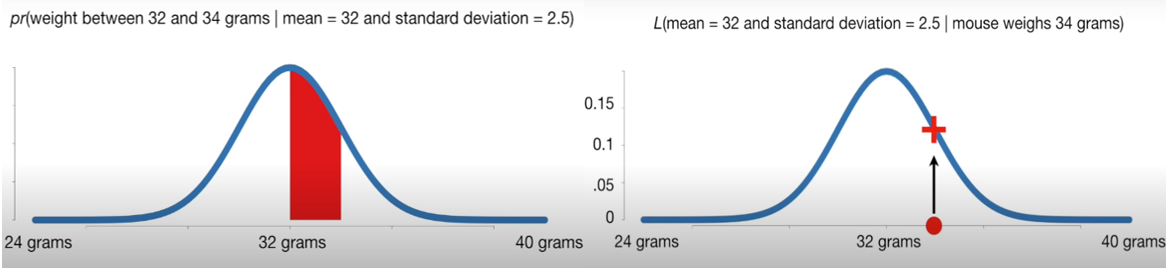 pr(weight between 32 and 34 grams | mean = 32 and standard deviation = 2.5)
24 grams
32 grams
40 grams
L(mean = 32 and standard deviation = 2.5 | mouse weighs 34 grams)
0.15
0.1
.05
0
24 grams
32 grams
40 grams